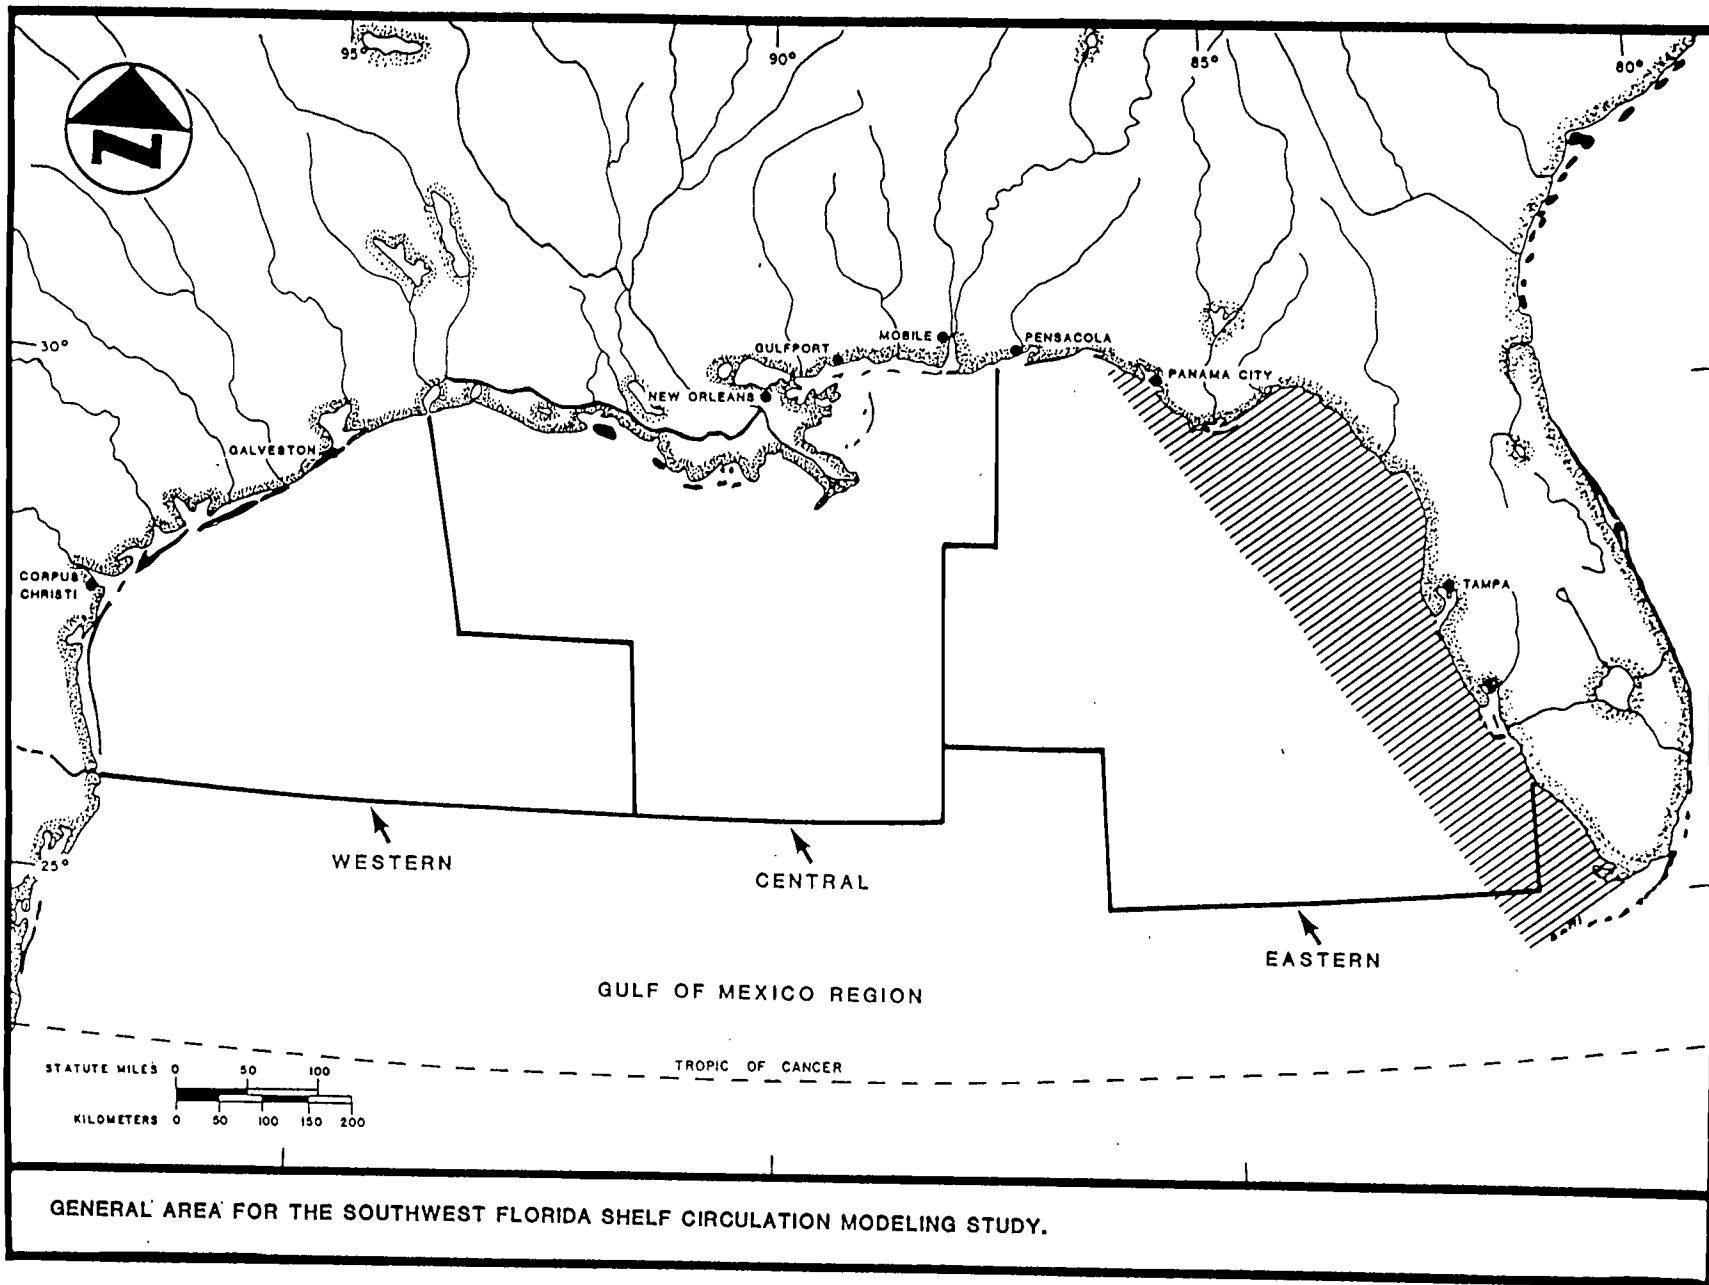 95°
90°
85°
80°
N
30°
MOBILE
PENSACOLA
GULFPORT
PANAMA CITY
NEW ORLEANS
GALVESTON
CORPUS
CHRISTI
TAMPA
25°
WESTERN
CENTRAL
EASTERN
GULF OF MEXICO REGION
TROPIC OF CANCER
STATUTE MILES 0 50 100
KILOMETERS 0 50 100 150 200
GENERAL AREA FOR THE SOUTHWEST FLORIDA SHELF CIRCULATION MODELING STUDY.